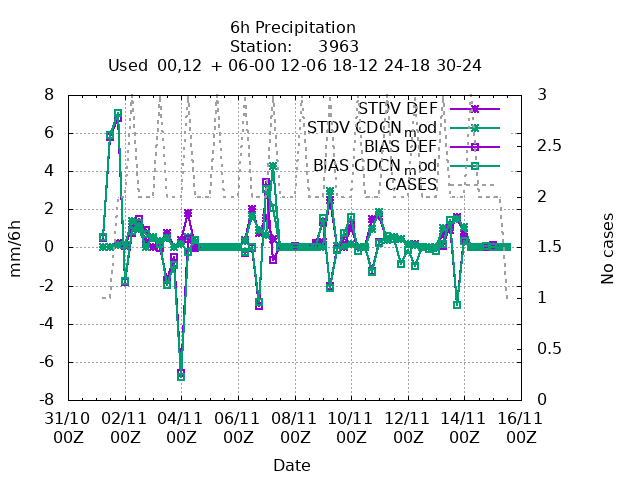 6h Precipitation
Station: 3963
Used 00,12 + 06-00 12-06 18-12 24-18 30-24
STDV DEF
STDV CDCN_mod
BIAS DEF
BIAS CDCN_mod
CASES
mm/6h
8
6
4
2
0
-2
-4
-6
-8
No cases
3
2.5
2
1.5
1
0.5
0
31/10 02/11 04/11 06/11 08/11 10/11 12/11 14/11 16/11
00Z 00Z 00Z 00Z 00Z 00Z 00Z 00Z 00Z
Date